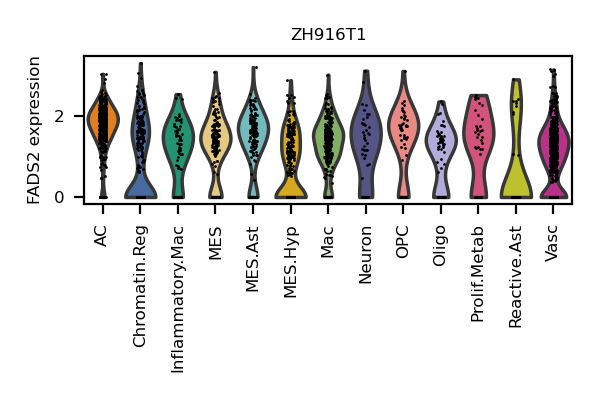 ZH916T1
FADS2 expression
2
0
AC
Chromatin.Reg
Inflammatory.Mac
MES
MES.Ast
MES.Hyp
Mac
Neuron
OPC
Oligo
Prolif.Metab
Reactive.Ast
Vasc